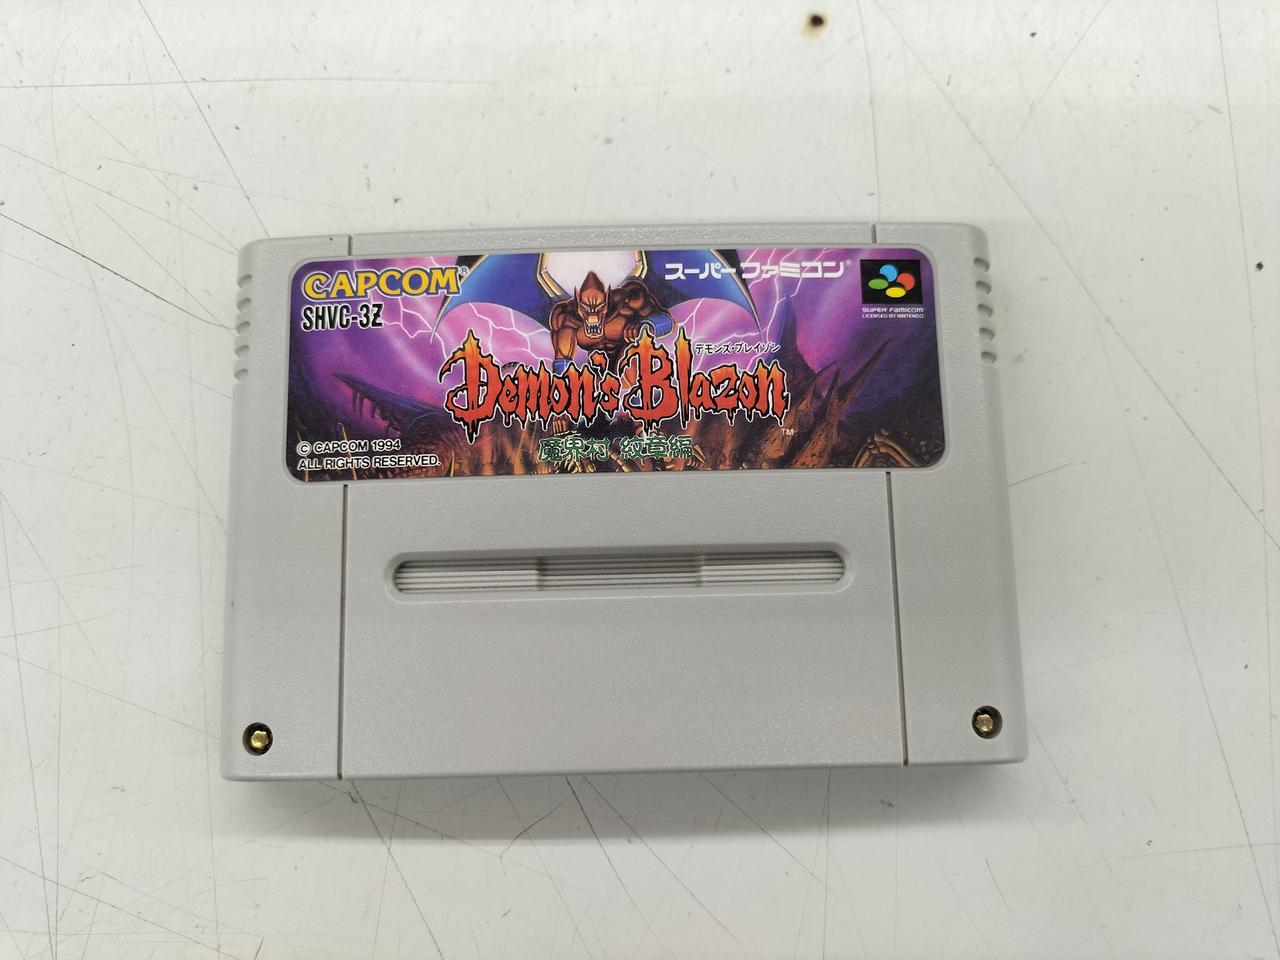 CAPCOM®
スーパーファミコン®
SHVC-3Z
SUPER FAMICOM
LICENSED BY NINTENDO
デモンズ・ブレイゾン
Demon's Blazon
TM
魔界村 紋章編
© CAPCOM 1994
ALL RIGHTS RESERVED.